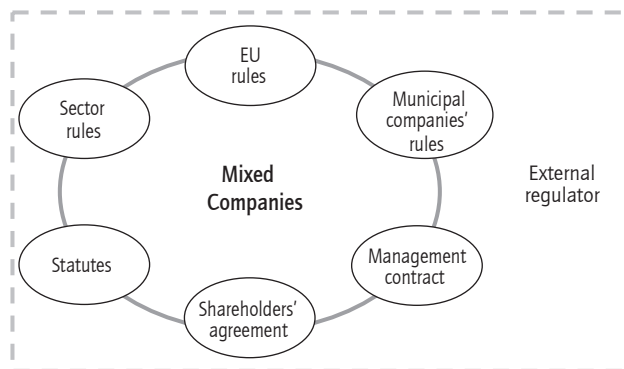 EU
rules
Sector
rules
Municipal
companies'
rules
Mixed
Companies
External
regulator
Statutes
Management
contract
Shareholders'
agreement